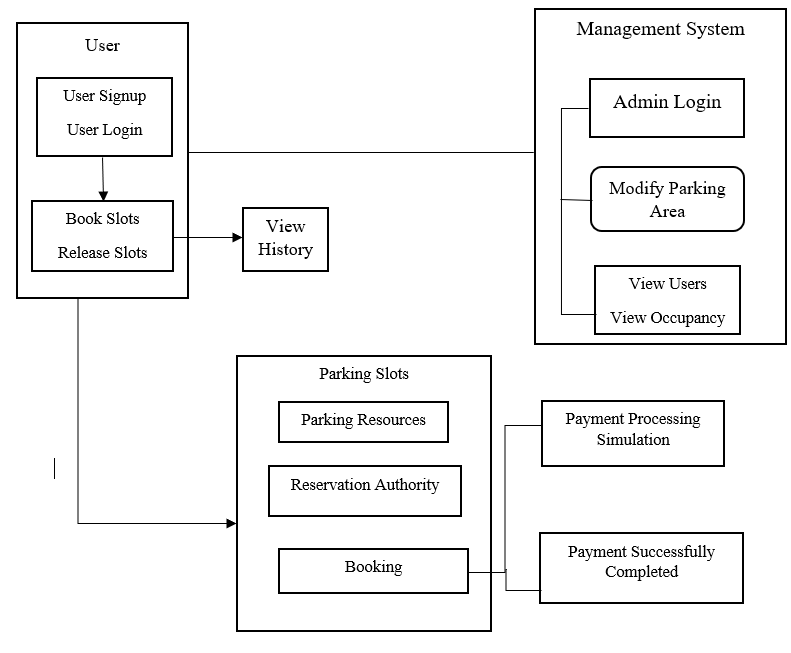 User
User Signup
User Login
Book Slots
Release Slots
View
History
Management System
Admin Login
Modify Parking
Area
View Users
View Occupancy
Parking Slots
Parking Resources
Reservation Authority
Booking
Payment Processing
Simulation
Payment Successfully
Completed